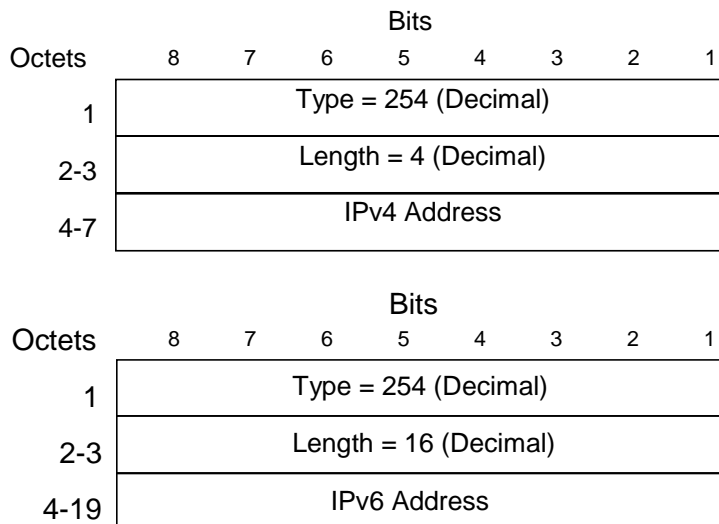 Bits
Octets 8 7 6 5 4 3 2 1
1 Type = 254 (Decimal)
2-3 Length = 4 (Decimal)
4-7 IPv4 Address
Bits
Octets 8 7 6 5 4 3 2 1
1 Type = 254 (Decimal)
2-3 Length = 16 (Decimal)
4-19 IPv6 Address